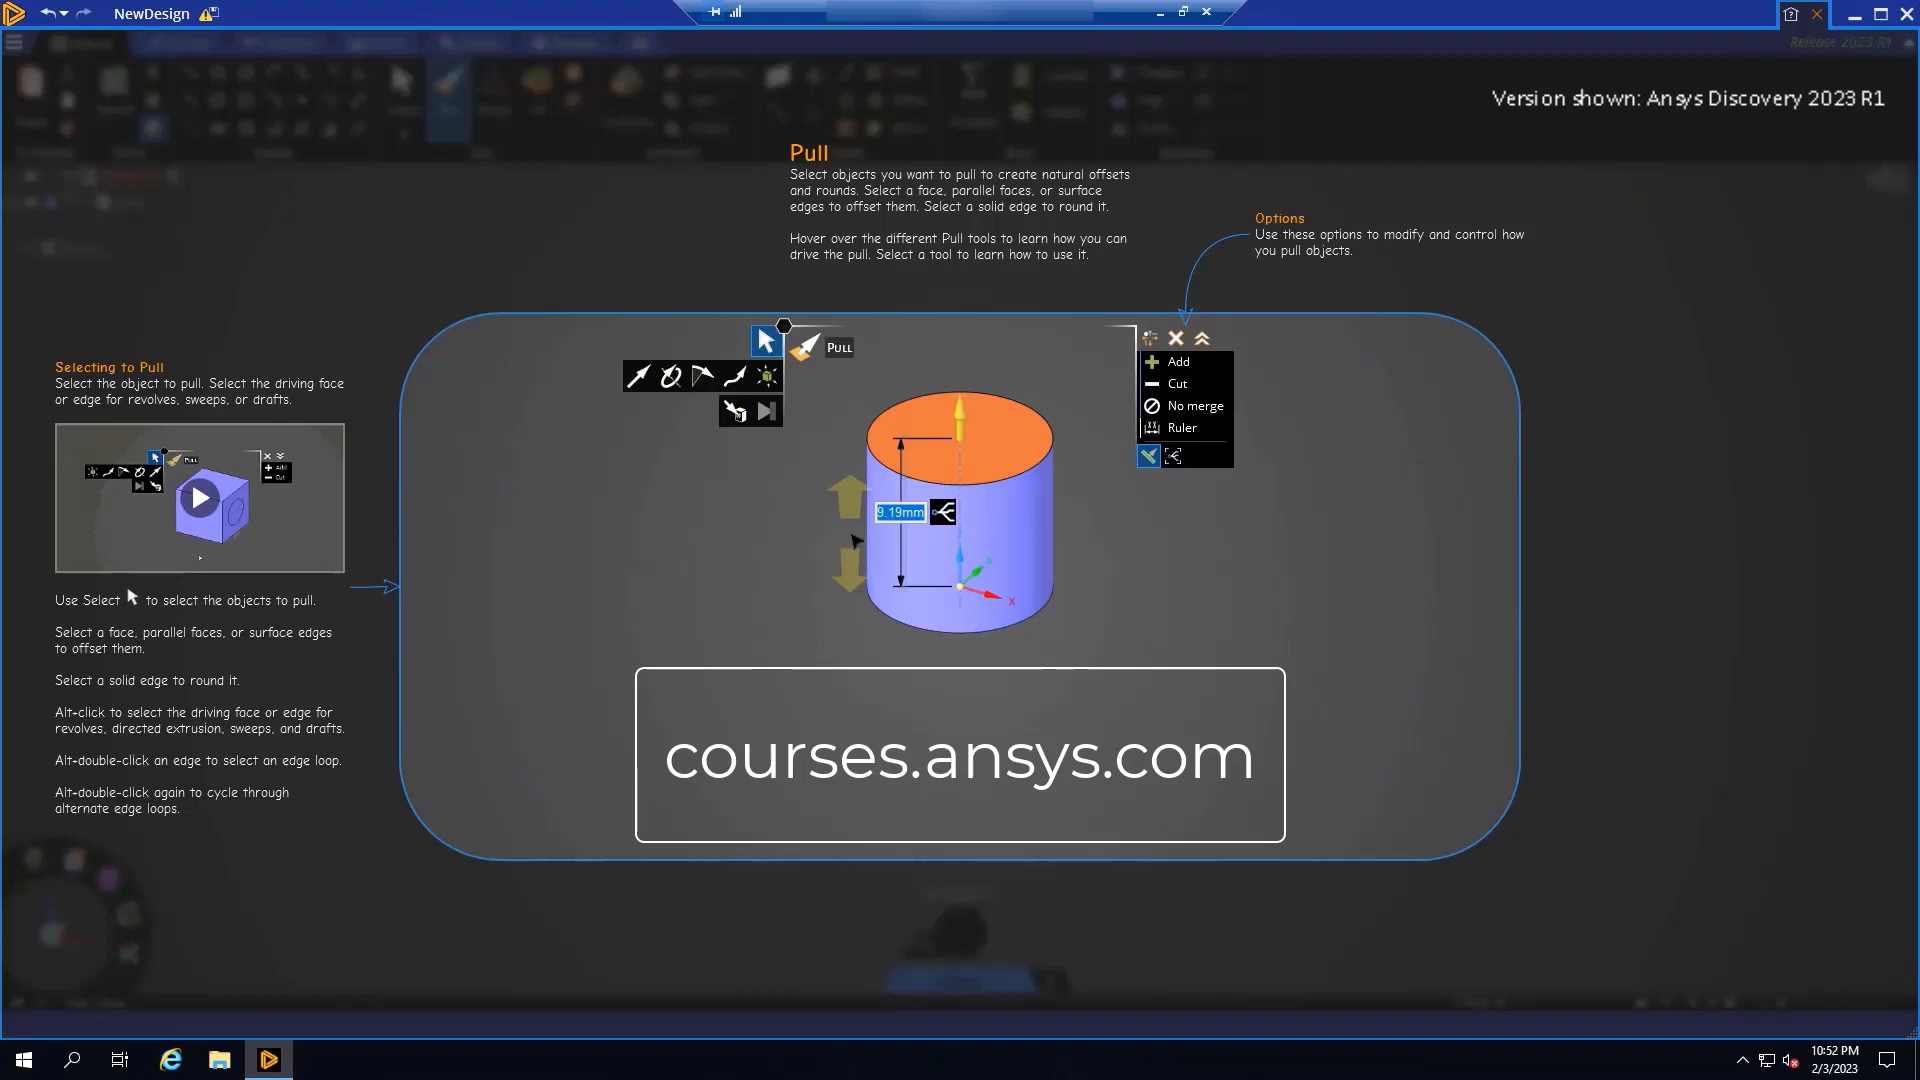 NewDesign
Release 2023 R1
Version shown: Ansys Discovery 2023 R1
Pull
Select objects you want to pull to create natural offsets
and rounds. Select a face, parallel faces, or surface
edges to offset them. Select a solid edge to round it.
Hover over the different Pull tools to learn how you can
drive the pull. Select a tool to learn how to use it.
Options
Use these options to modify and control how
you pull objects.
PULL
Add
Cut
No merge
Ruler
Selecting to Pull
Select the object to pull. Select the driving face
or edge for revolves, sweeps, or drafts.
PULL
Add
Cut
9.19mm
X
Use Select to select the objects to pull.
Select a face, parallel faces, or surface edges
to offset them.
Select a solid edge to round it.
Alt+click to select the driving face or edge for
revolves, directed extrusion, sweeps, and drafts.
Alt+double-click an edge to select an edge loop.
Alt+double-click again to cycle through
alternate edge loops.
courses.ansys.com
10:52 PM
2/3/2023